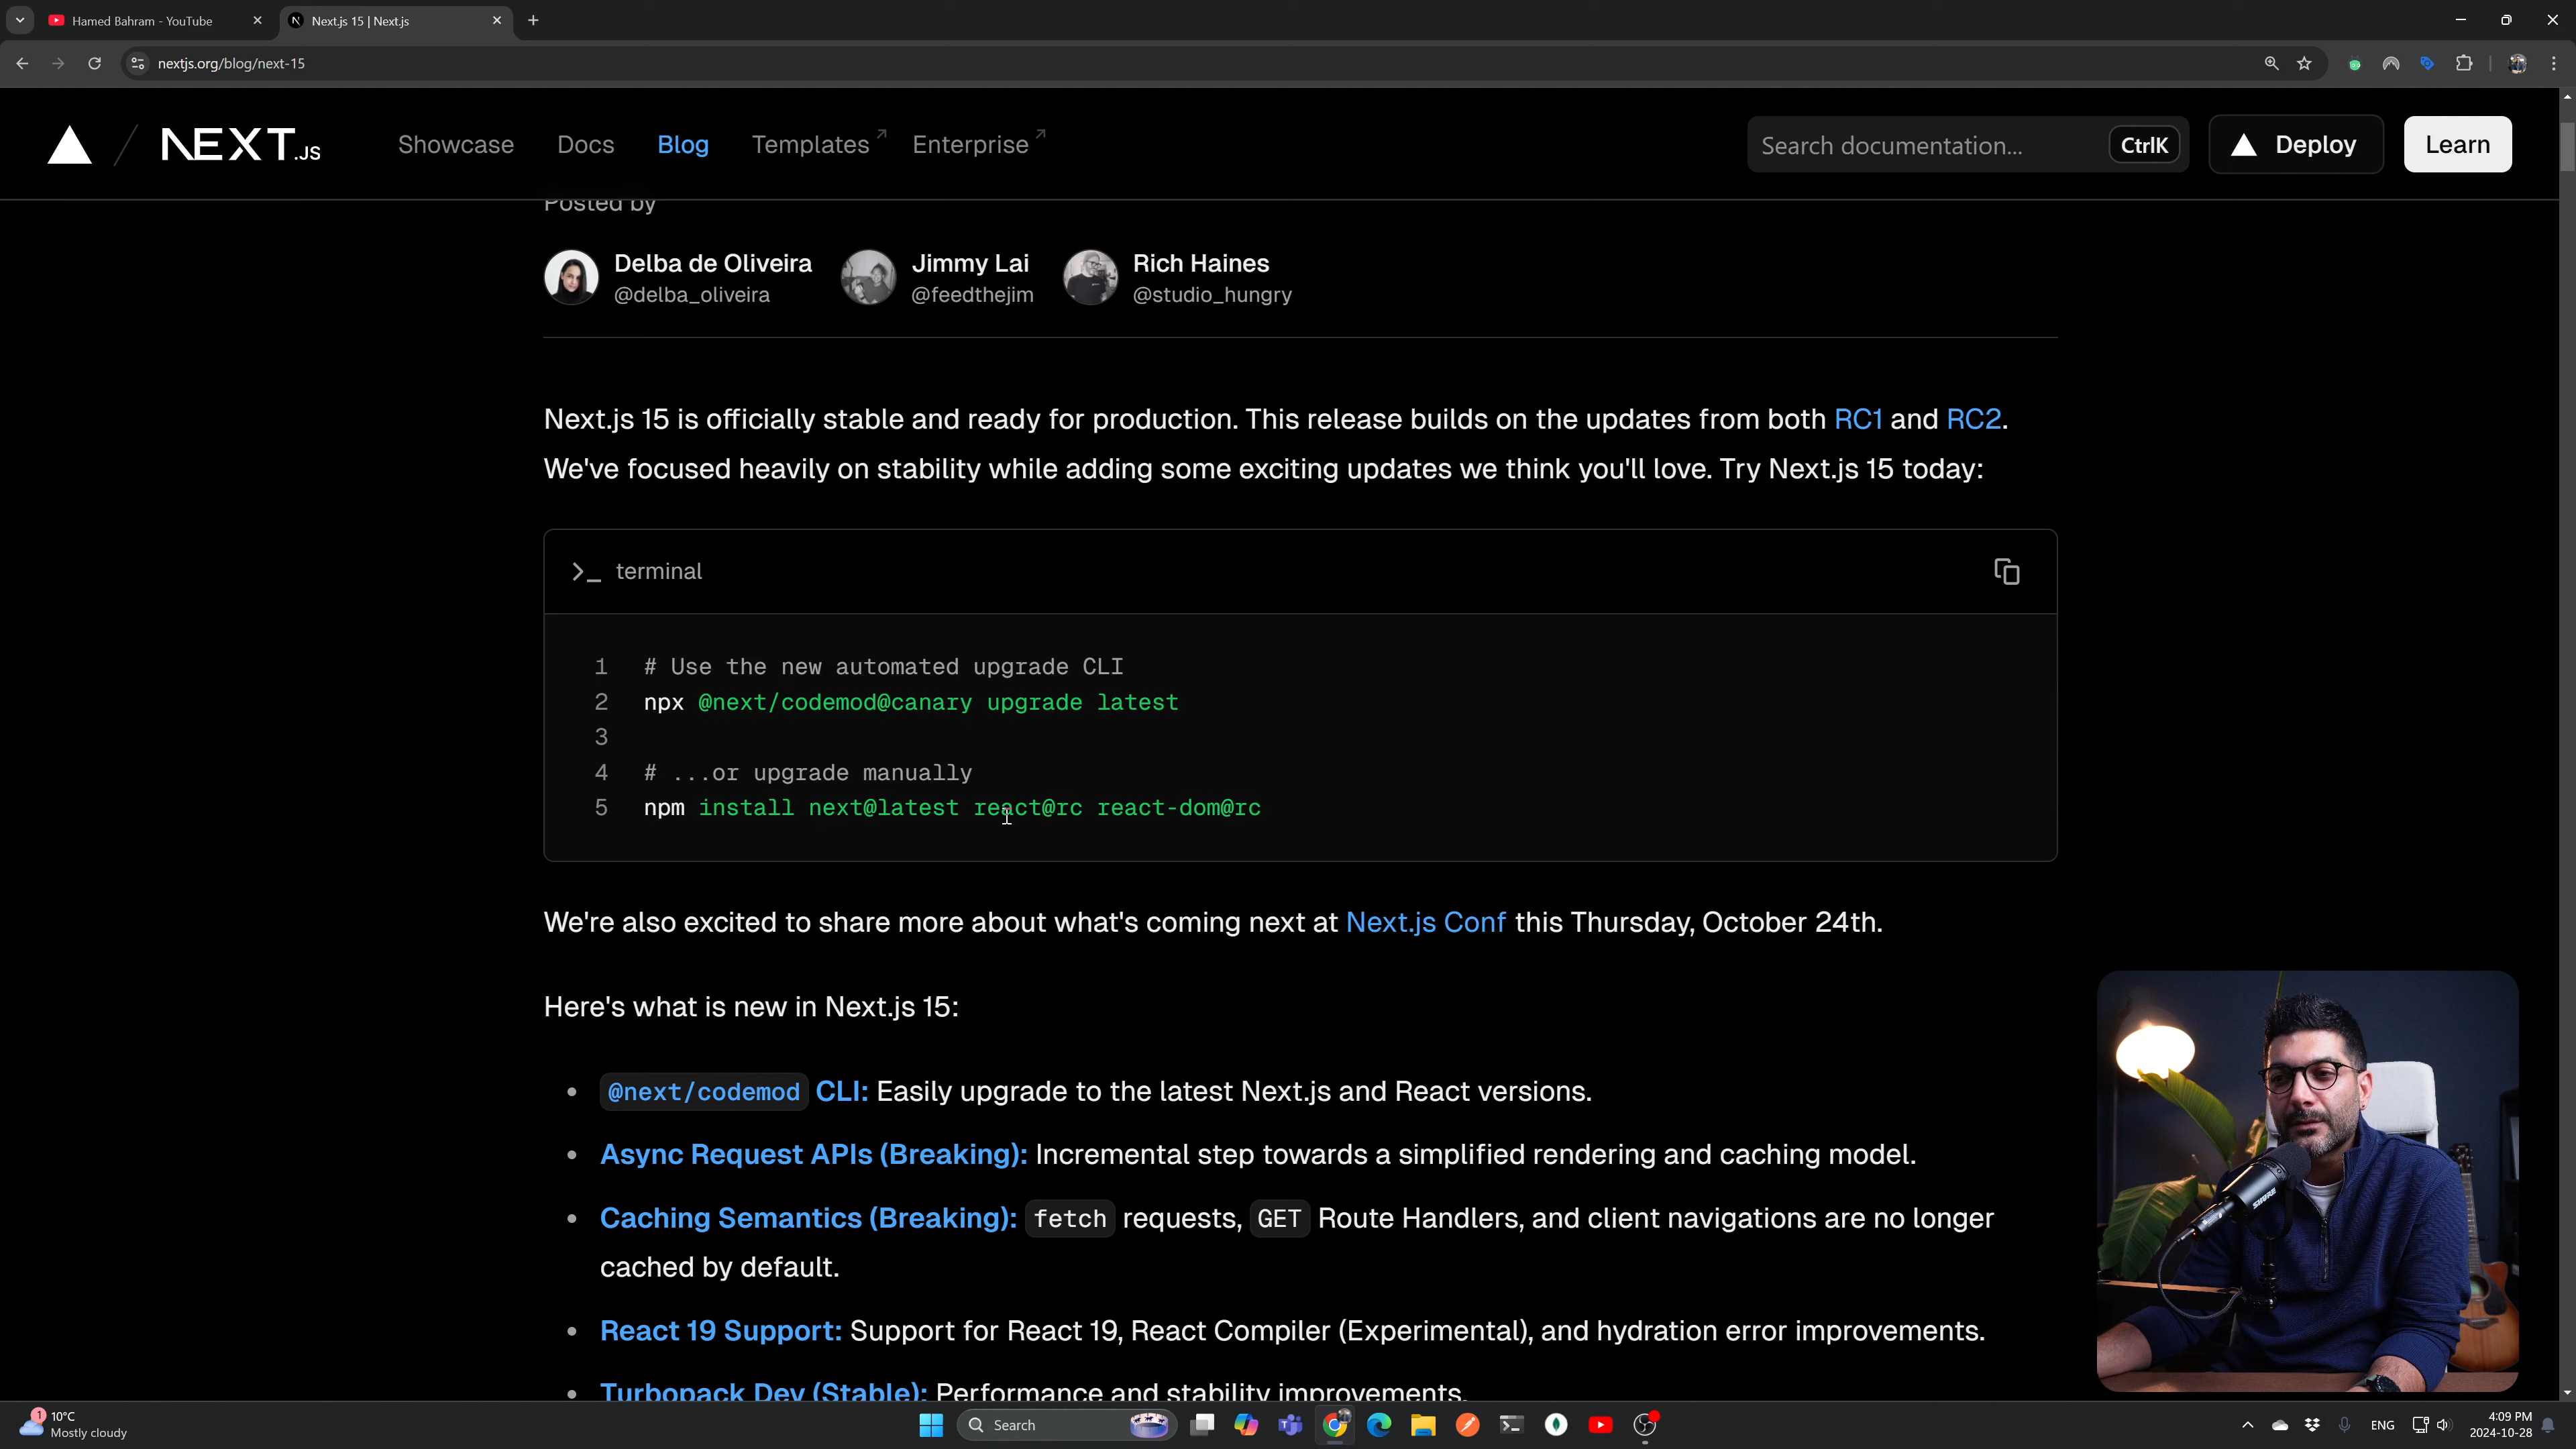 Hamed Bahram - YouTube
Next.js 15 | Next.js
nextjs.org/blog/next-15
NEXT.JS
Showcase
Docs
Blog
Templates
Enterprise
Search documentation...
CtrlK
Deploy
Learn
Posted by
Delba de Oliveira
@delba_oliveira
Jimmy Lai
@feedthejim
Rich Haines
@studio_hungry
Next.js 15 is officially stable and ready for production. This release builds on the updates from both RC1 and RC2.
We've focused heavily on stability while adding some exciting updates we think you'll love. Try Next.js 15 today:
>_ terminal
1 # Use the new automated upgrade CLI
2 npx @next/codemod@canary upgrade latest
3
4 # ...or upgrade manually
5 npm install next@latest react@rc react-dom@rc
We're also excited to share more about what's coming next at Next.js Conf this Thursday, October 24th.
Here's what is new in Next.js 15:
• @next/codemod CLI: Easily upgrade to the latest Next.js and React versions.
• Async Request APIs (Breaking): Incremental step towards a simplified rendering and caching model.
• Caching Semantics (Breaking): fetch requests, GET Route Handlers, and client navigations are no longer
cached by default.
• React 19 Support: Support for React 19, React Compiler (Experimental), and hydration error improvements.
• Turbopack Dev (Stable): Performance and stability improvements.
SHURE
1
10°C
Mostly cloudy
Search
ENG
4:09 PM
2024-10-28